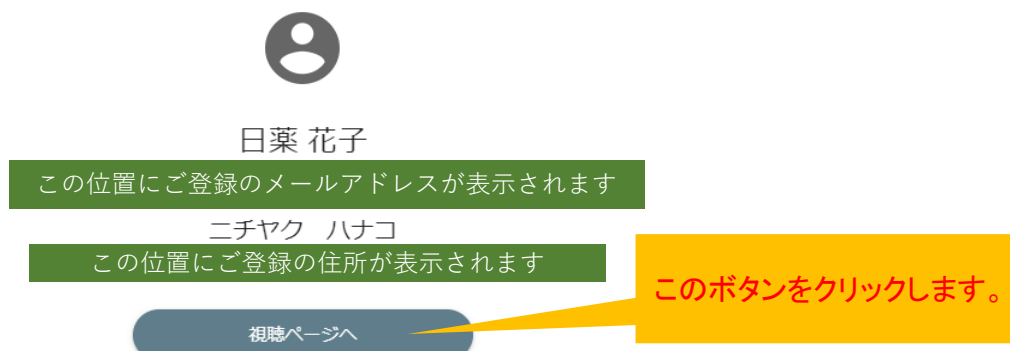 日薬 花子
この位置にご登録のメールアドレスが表示されます
ニチヤク　ハナコ
この位置にご登録の住所が表示されます
このボタンをクリックします。
視聴ページへ